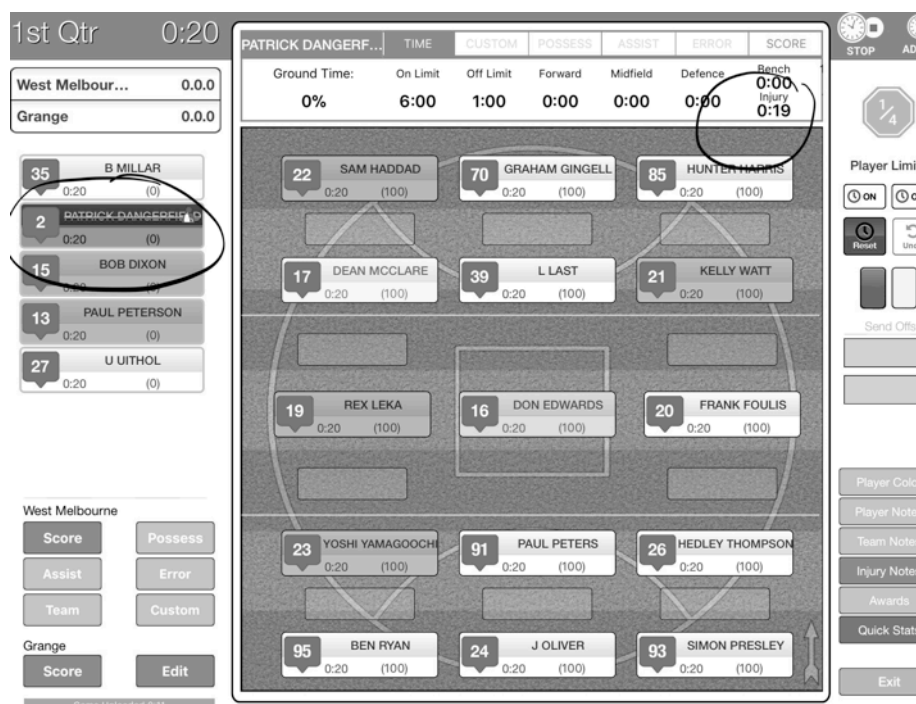 1st Qtr 0:20
West Melbour... 0.0.0
Grange 0.0.0
35 B MILLAR
0:20 (0)
2 PATRICK DANGERFIELD
0:20 (0)
15 BOB DIXON
0:20 (0)
13 PAUL PETERSON
0:20 (0)
27 U UITHOL
0:20 (0)
West Melbourne
Score Possess
Assist Error
Team Custom
Grange
Score Edit
PATRICK DANGERF... TIME CUSTOM POSSESS ASSIST ERROR SCORE
Ground Time: On Limit Off Limit Forward Midfield Defence Bench
0% 6:00 1:00 0:00 0:00 0:00 0:00
Injury
0:19
22 SAM HADDAD 70 GRAHAM GINGELL 85 HUNTER HARRIS
0:20 (100) 0:20 (100) 0:20 (100)
17 DEAN MCCLARE 39 L LAST 21 KELLY WATT
0:20 (100) 0:20 (100) 0:20 (100)
19 REX LEKA 16 DON EDWARDS 20 FRANK FOULIS
0:20 (100) 0:20 (100) 0:20 (100)
23 YOSHI YAMAGOOCHI 91 PAUL PETERS 26 HEDLEY THOMPSON
0:20 (100) 0:20 (100) 0:20 (100)
95 BEN RYAN 24 J OLIVER 93 SIMON PRESLEY
0:20 (100) 0:20 (100) 0:20 (100)
STOP AD
1/4
Player Limi
ON
Reset Und
Send Offs
Player Colo
Player Note
Team Note
Injury Note
Awards
Quick Stat
Exit